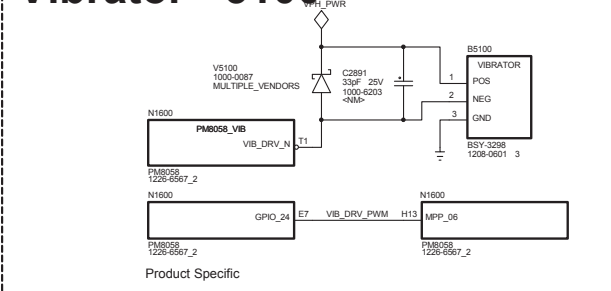 VPH_PWR
B5100
VIBRATOR
V5100
1000-0087
MULTIPLE_VENDORS
C2891
33pF 25V
1000-6203
<NM>
1 POS
2 NEG
3 GND
N1600
PM8058_VIB
VIB_DRV_N T1
BSY-3298
1208-0601 3
PM8058
1226-6567_2
N1600
GPIO_24 E7 VIB_DRV_PWM H13 MPP_06
N1600
PM8058
1226-6567_2
PM8058
1226-6567_2
Product Specific